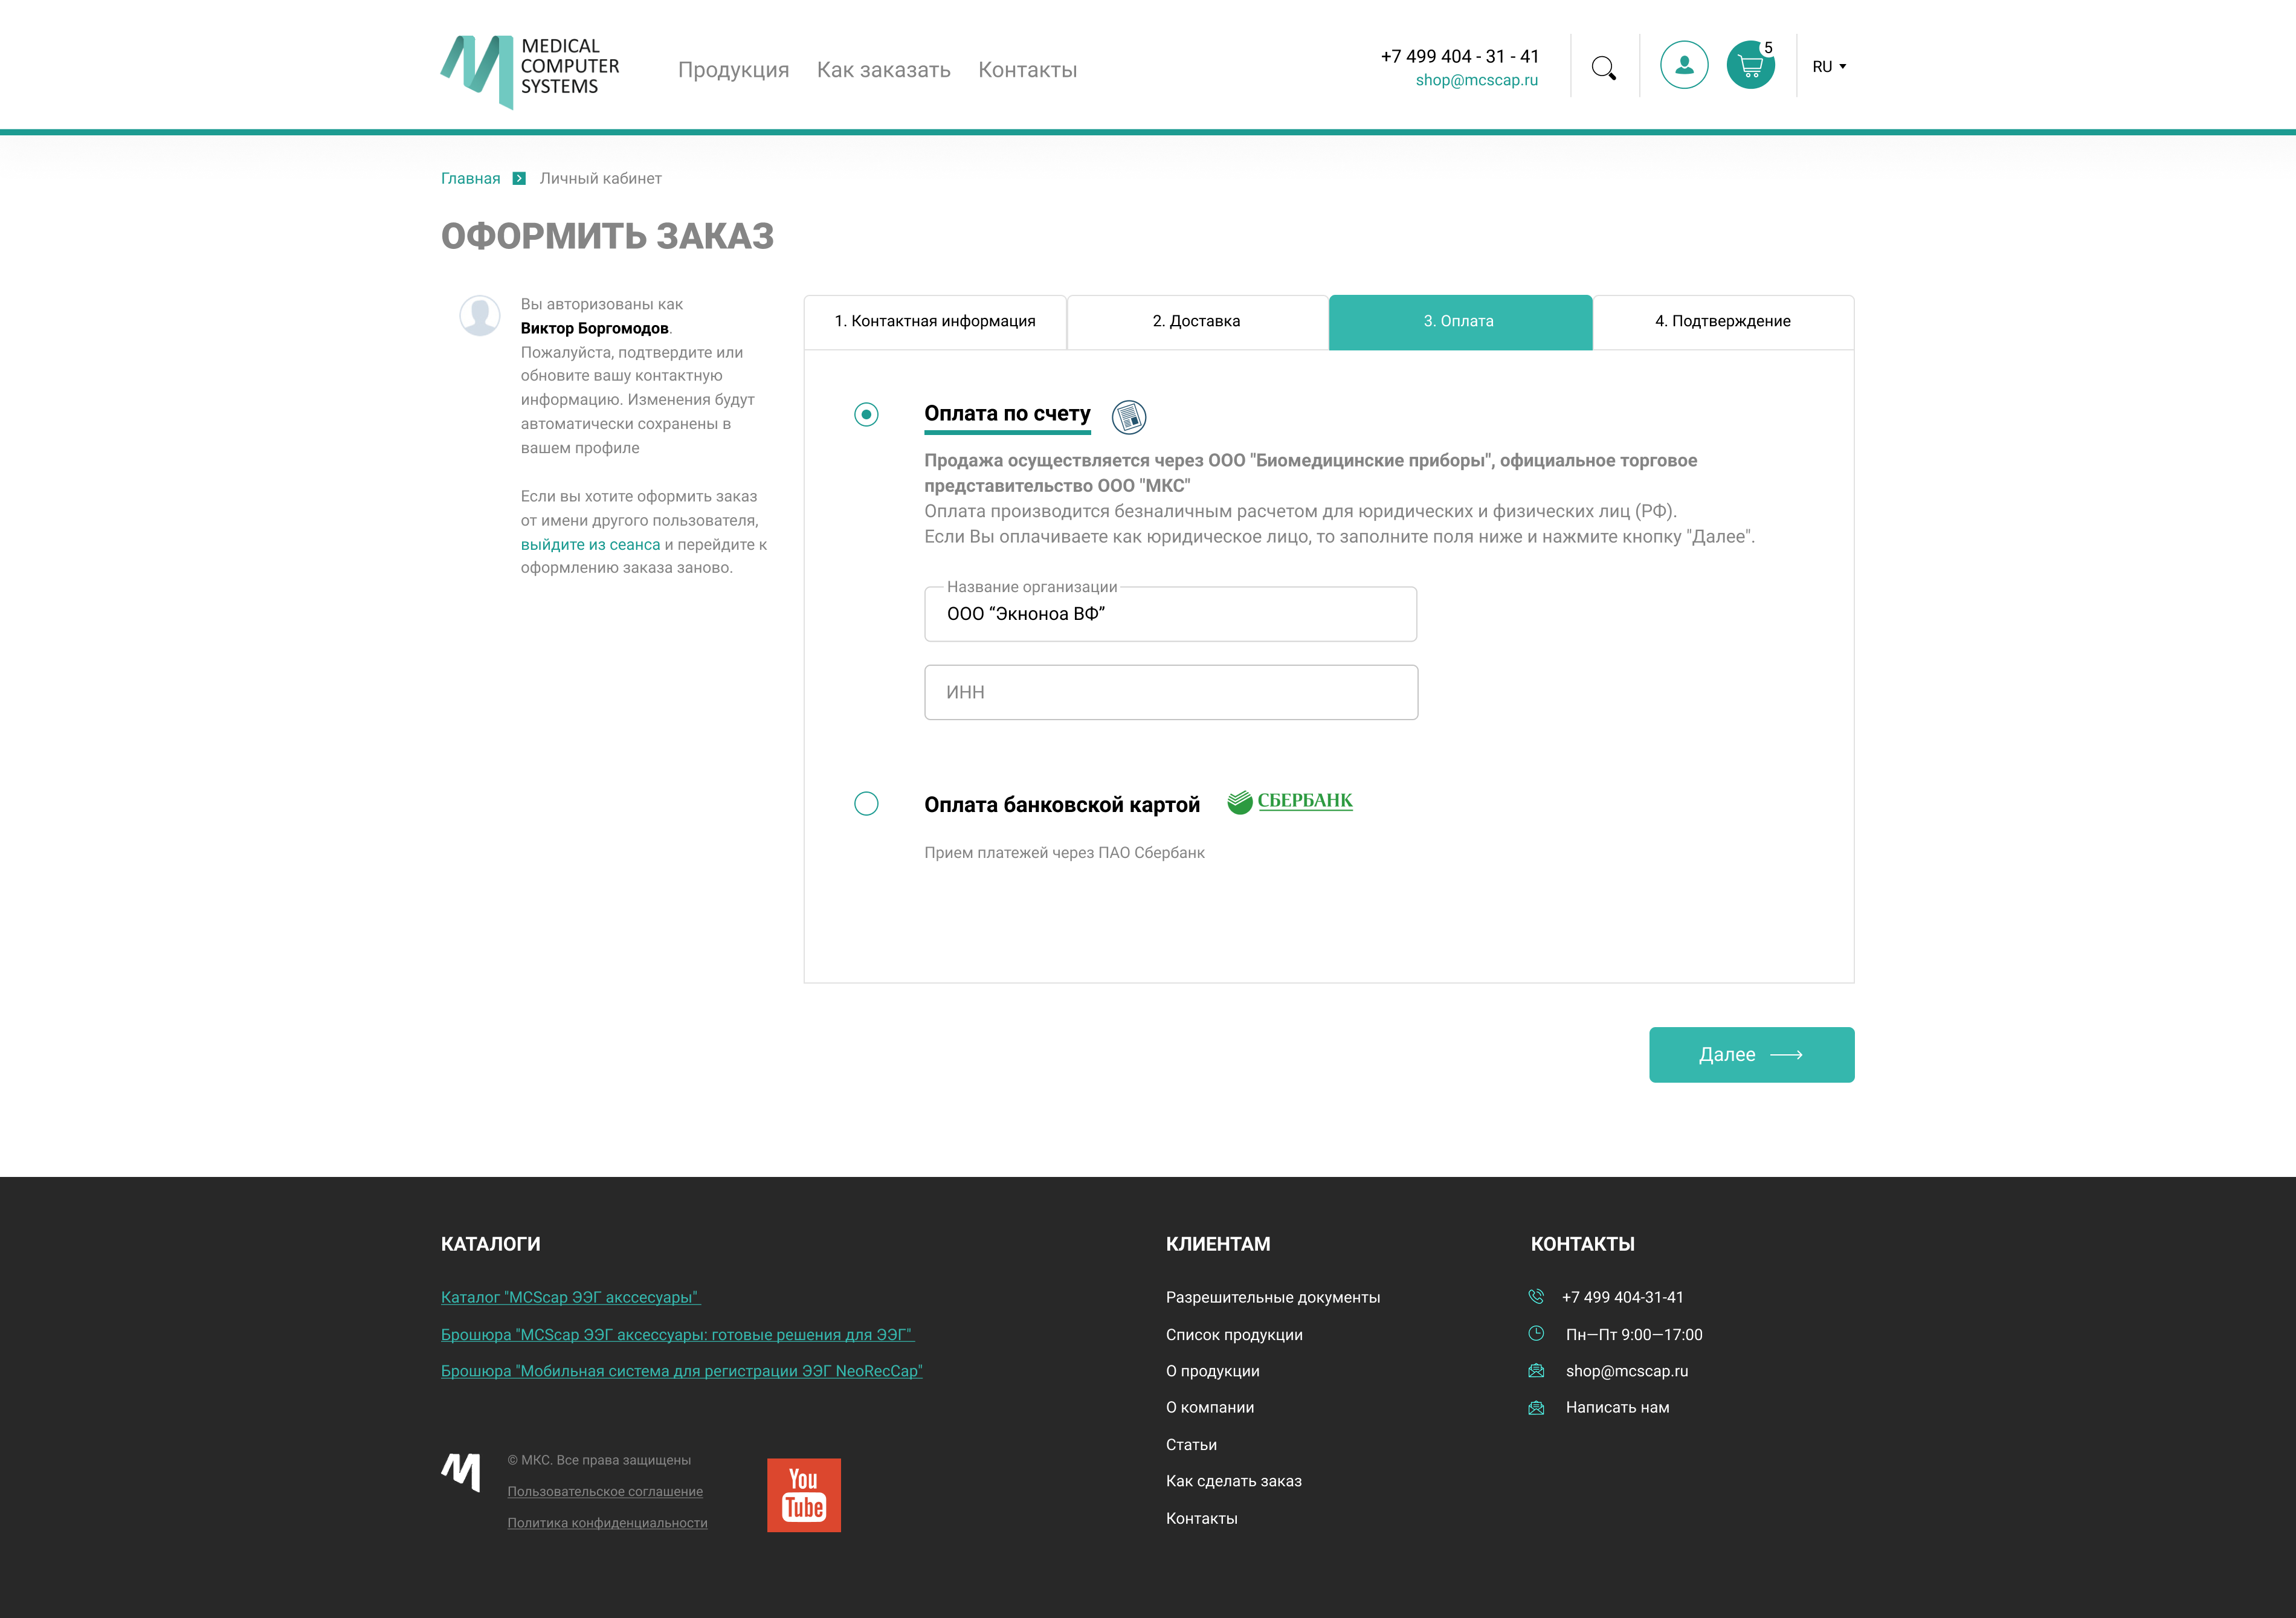 MEDICAL
COMPUTER
SYSTEMS
Продукция Как заказать Контакты
+7 499 404 - 31 - 41
shop@mcscap.ru
5
RU
Главная Личный кабинет
ОФОРМИТЬ ЗАКАЗ
Вы авторизованы как
Виктор Боргомодов.
Пожалуйста, подтвердите или
обновите вашу контактную
информацию. Изменения будут
автоматически сохранены в
вашем профиле
Если вы хотите оформить заказ
от имени другого пользователя,
выйдите из сеанса и перейдите к
оформлению заказа заново.
1. Контактная информация 2. Доставка 3. Оплата 4. Подтверждение
Оплата по счету
Продажа осуществляется через ООО "Биомедицинские приборы", официальное торговое
представительство ООО "МКС"
Оплата производится безналичным расчетом для юридических и физических лиц (РФ).
Если Вы оплачиваете как юридическое лицо, то заполните поля ниже и нажмите кнопку "Далее".
Название организации
ООО “Экноноа ВФ”
ИНН
Оплата банковской картой СБЕРБАНК
Прием платежей через ПАО Сбербанк
Далее
КАТАЛОГИ
Каталог "MCScap ЭЭГ акссесуары"
Брошюра "MCScap ЭЭГ аксессуары: готовые решения для ЭЭГ"
Брошюра "Мобильная система для регистрации ЭЭГ NeoRecCap"
© МКС. Все права защищены
Пользовательское соглашение
Политика конфиденциальности
You
Tube
КЛИЕНТАМ
Разрешительные документы
Список продукции
О продукции
О компании
Статьи
Как сделать заказ
Контакты
КОНТАКТЫ
+7 499 404-31-41
Пн—Пт 9:00—17:00
shop@mcscap.ru
Написать нам